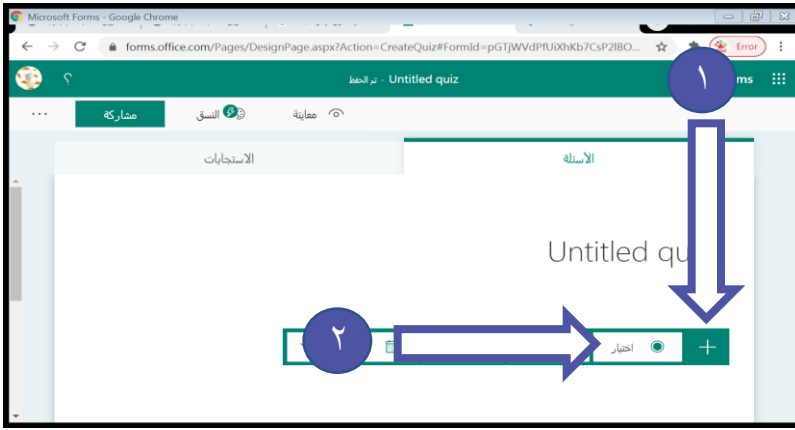 Microsoft Forms - Google Chrome
forms.office.com/Pages/DesignPage.aspx?Action=CreateQuiz#FormId=pGTjWVdPfUiXhKb7CsP2IBO...
Error
Untitled quiz - تم الحفظ
ms
؟
معاينة
النسق
مشاركة
الأسئلة
الاستجابات
Untitled qu
اختيار
١
٢